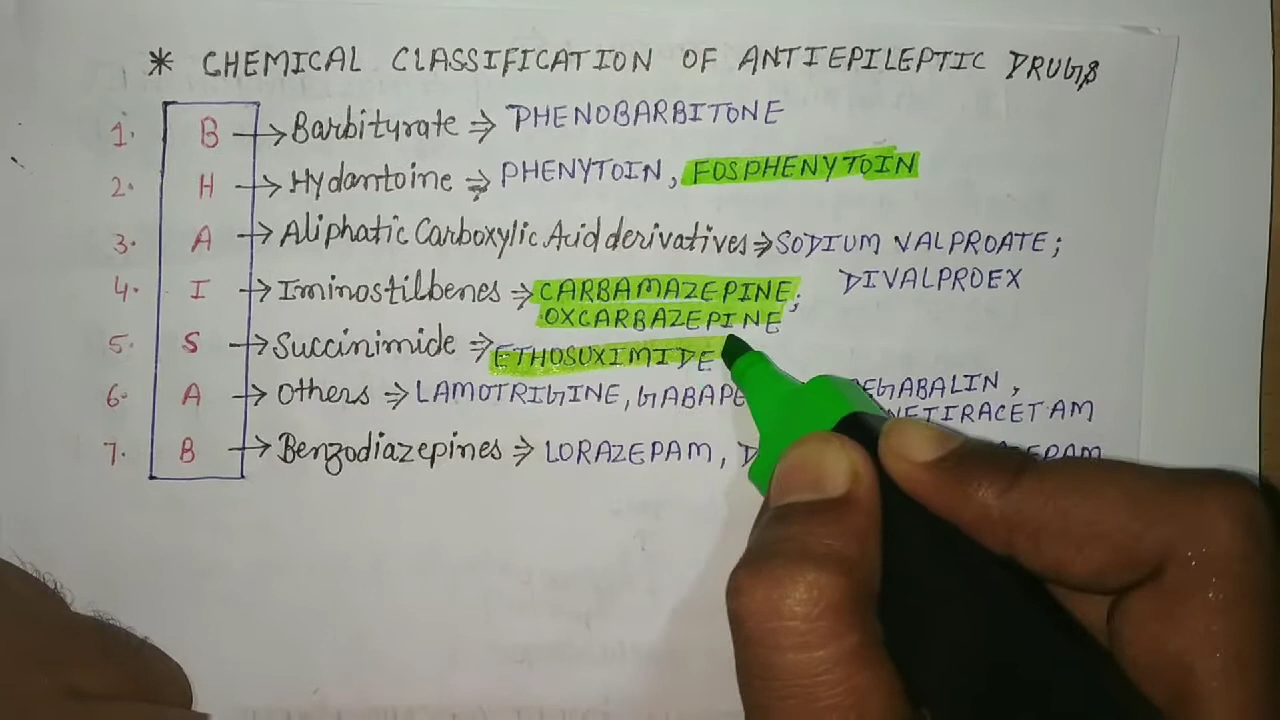 * CHEMICAL CLASSIFICATION OF ANTIEPILEPTIC DRUGS
1. B → Barbiturate ⇒ PHENOBARBITONE
2. H → Hydantoine ⇒ PHENYTOIN, FOSPHENYTOIN
3. A → Aliphatic Carboxylic Acid derivatives ⇒ SODIUM VALPROATE;
DIVALPROEX
4. I → Iminostilbenes ⇒ CARBAMAZEPINE;
OXCARBAZEPINE
5. S → Succinimide ⇒ ETHOSUXIMIDE
6. A → Others ⇒ LAMOTRIGINE,
7. B → Benzodiazepines ⇒ LORAZEPAM,